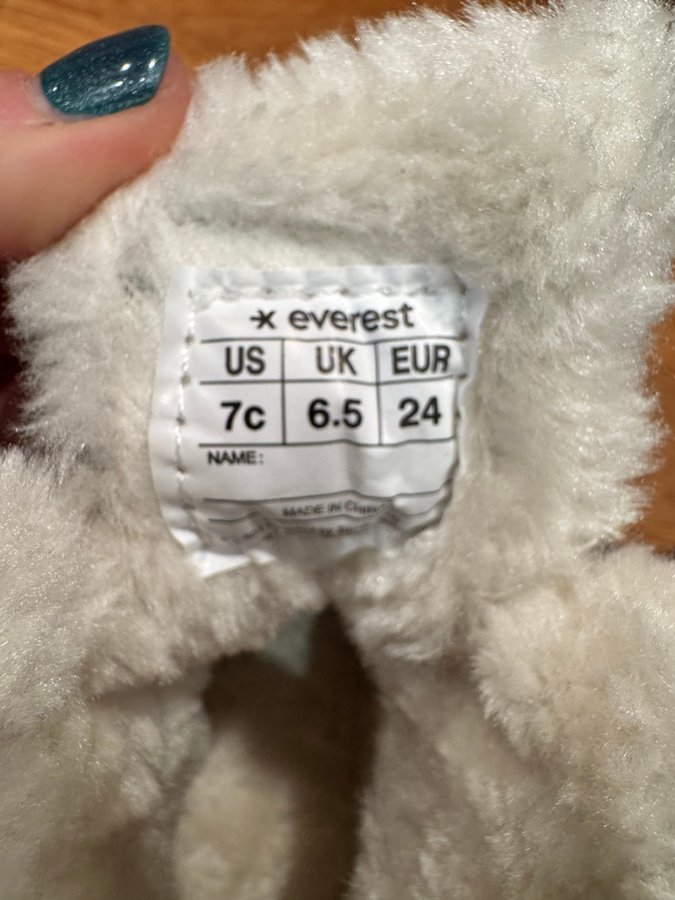 everest
US UK EUR
7c 6.5 24
NAME:
MADE IN CHINA